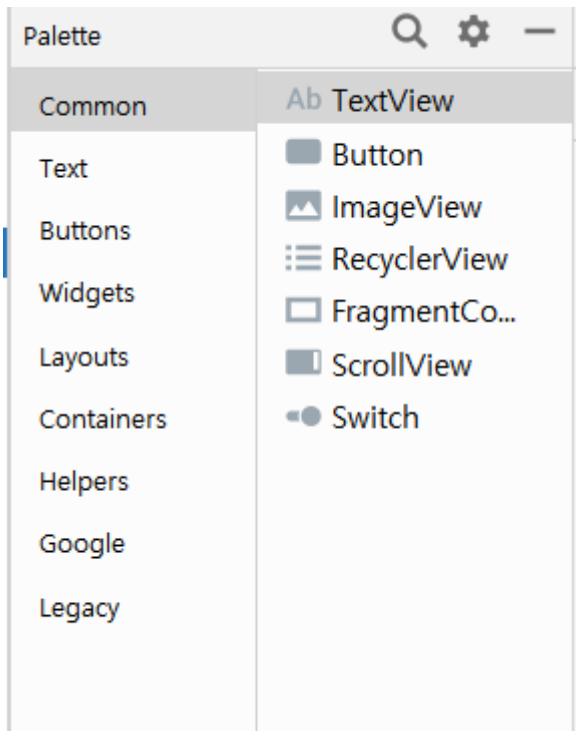 Palette
Common
Text
Buttons
Widgets
Layouts
Containers
Helpers
Google
Legacy
Ab TextView
Button
ImageView
RecyclerView
FragmentCo...
ScrollView
Switch